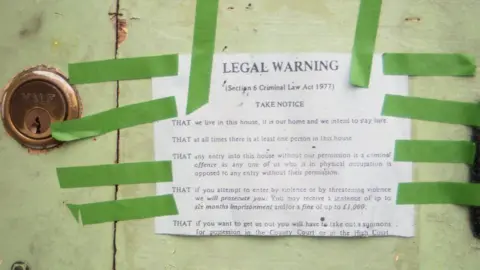 LEGAL WARNING
(Section 6 Criminal Law Act 1977)
TAKE NOTICE
YALE
THAT we live in this house, it is our home and we intend to stay here.
THAT at all times there is at least one person in this house
THAT any entry into this house without our permission is a criminal
offence as any one of us who is in physical occupation is
opposed to any entry without their permission.
THAT if you attempt to enter by violence or by threatening violence
we will prosecute you. You may receive a sentence of up to
six months imprisonment and/or a fine of up to
THAT if you want to get us out you will have to take out a summons
for possession in the County Court or in the High Court